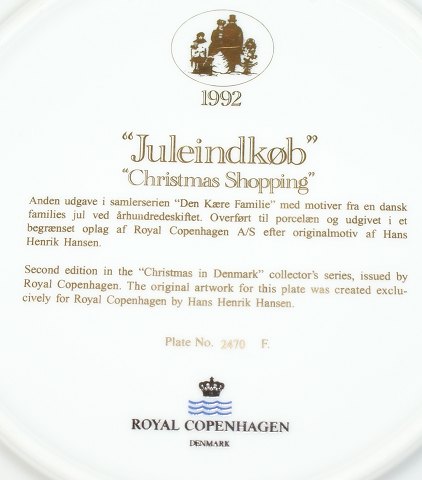 1992
“Juleindkøb”
“Christmas Shopping”
Anden udgave i samlerserien “Den Kære Familie” med motiver fra en dansk
families jul ved århundredeskiftet. Overført til porcelæn og udgivet i et
begrænset oplag af Royal Copenhagen A/S efter originalmotiv af Hans
Henrik Hansen.
Second edition in the “Christmas in Denmark” collector's series, issued by
Royal Copenhagen. The original artwork for this plate was created exclu-
cively for Royal Copenhagen by Hans Henrik Hansen.
Plate No. 2470 F.
ROYAL COPENHAGEN
DENMARK